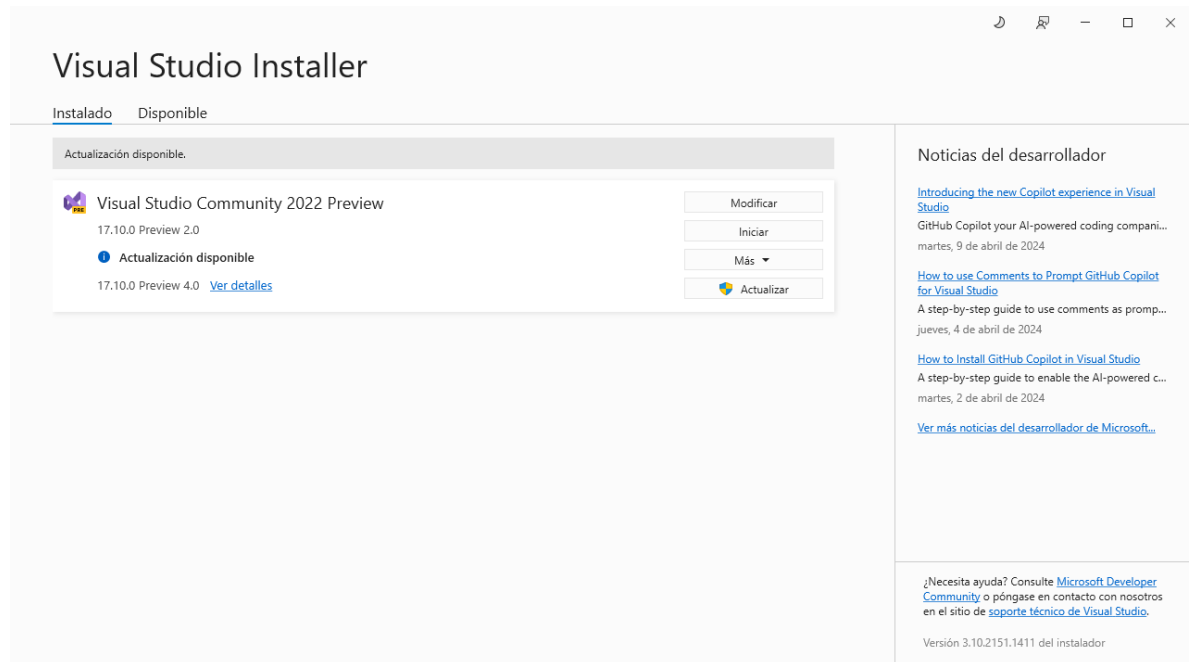 Visual Studio Installer
Instalado Disponible
Actualización disponible.
Visual Studio Community 2022 Preview
17.10.0 Preview 2.0
Actualización disponible
17.10.0 Preview 4.0 Ver detalles
Modificar
Iniciar
Más
Actualizar
PRE
Noticias del desarrollador
Introducing the new Copilot experience in Visual
Studio
GitHub Copilot your AI-powered coding compani...
martes, 9 de abril de 2024
How to use Comments to Prompt GitHub Copilot
for Visual Studio
A step-by-step guide to use comments as promp...
jueves, 4 de abril de 2024
How to Install GitHub Copilot in Visual Studio
A step-by-step guide to enable the AI-powered c...
martes, 2 de abril de 2024
Ver más noticias del desarrollador de Microsoft...
¿Necesita ayuda? Consulte Microsoft Developer
Community o póngase en contacto con nosotros
en el sitio de soporte técnico de Visual Studio.
Versión 3.10.2151.1411 del instalador